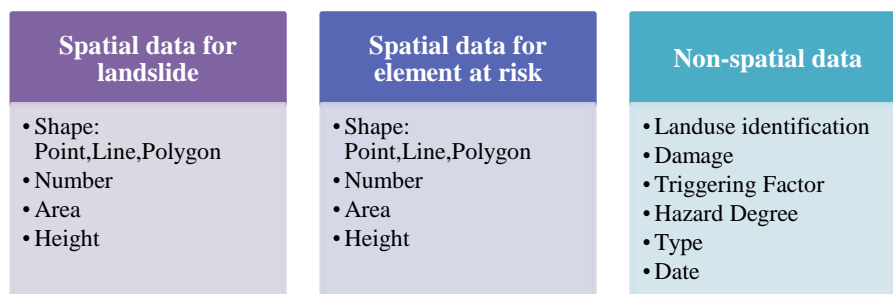 Spatial data for
landslide
• Shape:
Point,Line,Polygon
• Number
• Area
• Height
Spatial data for
element at risk
• Shape:
Point,Line,Polygon
• Number
• Area
• Height
Non-spatial data
• Landuse identification
• Damage
• Triggering Factor
• Hazard Degree
• Type
• Date